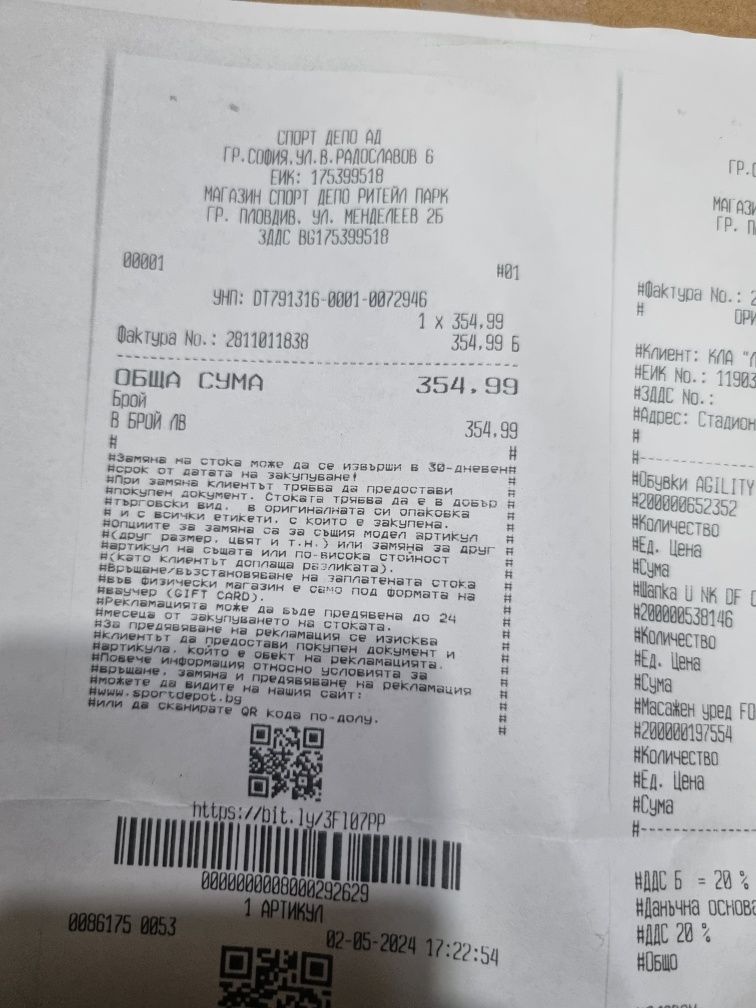 СПОРТ ДЕПО АД
ГР.СОФИЯ,УЛ.В.РАДОСЛАВОВ 6
ЕИК: 175399518
МАГАЗИН СПОРТ ДЕПО РИТЕЙЛ ПАРК
ГР. ПЛОВДИВ, УЛ. МЕНДЕЛЕЕВ 2Б
ЗДДС BG175399518
00001 #01
УНП: DT791316-0001-0072946
1 x 354,99
Фактура No.: 2811011838 354,99 Б
ОБЩА СУМА 354,99
Брой
В БРОЙ ЛВ 354,99
# #
#Замяна на стока може да се извърши в 30-дневен#
#срок от датата на закупуване! #
#При замяна клиентът трябва да предостави #
#покупен документ. Стоката трябва да е в добър #
#търговски вид, в оригиналната си опаковка #
# и с всички етикети, с които е закупена. #
#Опциите за замяна са за същия модел артикул #
#(друг размер, цвят и т.н.) или замяна за друг #
#артикул на същата или по-висока стойност #
#(като клиентът доплаща разликата). #
#Връщане/възстановяване на заплатената стока #
#във физически магазин е само под формата на #
#ваучер (GIFT CARD). #
#Рекламацията може да бъде предявена до 24 #
#месеца от закупуването на стоката. #
#За предявяване на рекламация се изисква #
#клиентът да предостави покупен документ и #
#артикула, който е обект на рекламацията. #
#Повече информация относно условията за #
#връщане, замяна и предявяване на рекламация #
#можете да видите на нашия сайт: #
#www.sportdepot.bg #
#или да сканирате QR кода по-долу. #
https://bit.ly/3Fl07PP
0000000008000292629
1 АРТИКУЛ
0086175 0053 02-05-2024 17:22:54
#Фактура No.: 2
#
#Клиент: КЛА
#ЕИК No.: 11903
#ЗДДС No.:
#Адрес: Стадион
#
#Обувки AGILITY
#200000652352
#Количество
#Ед. Цена
#Сума
#Шапка U NK DF
#200000538146
#Количество
#Ед. Цена
#Сума
#Масажен уред
#200000197554
#Количество
#Ед. Цена
#Сума
#ДДС Б = 20 %
#Данъчна
#ДДС 20 %
#Общо